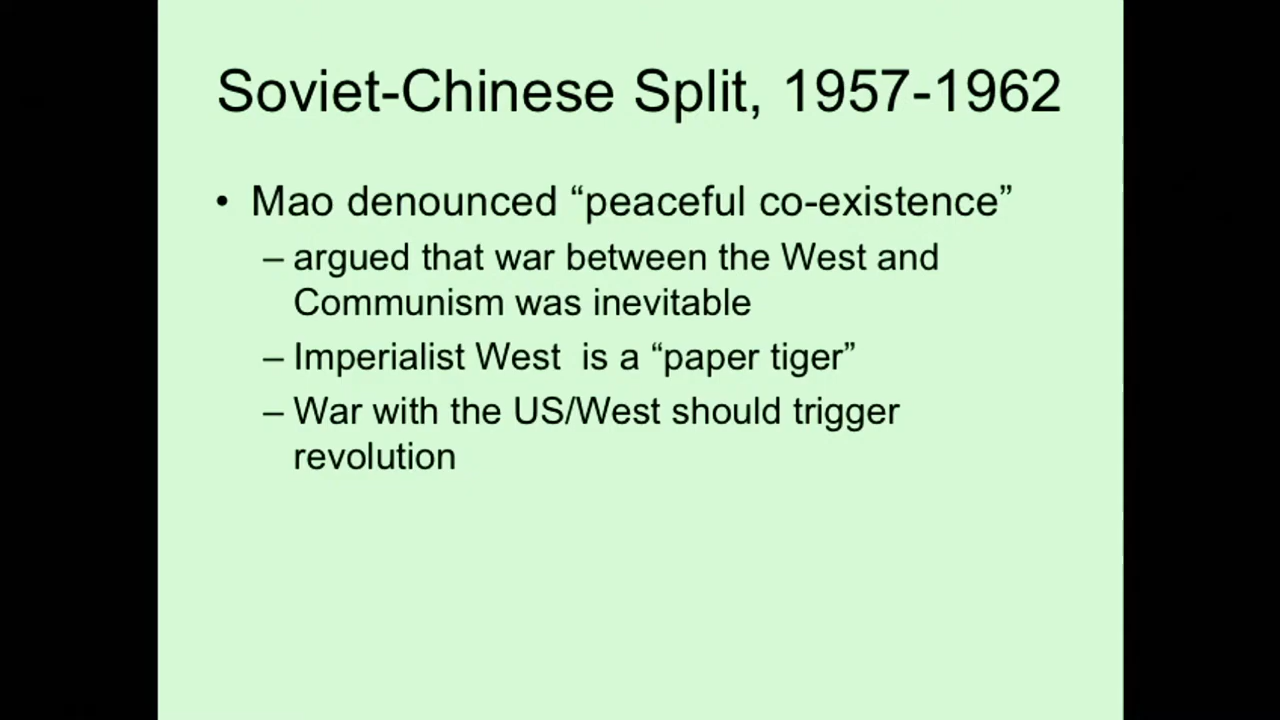 Soviet-Chinese Split, 1957-1962
• Mao denounced “peaceful co-existence”
– argued that war between the West and
Communism was inevitable
– Imperialist West  is a “paper tiger”
– War with the US/West should trigger
revolution